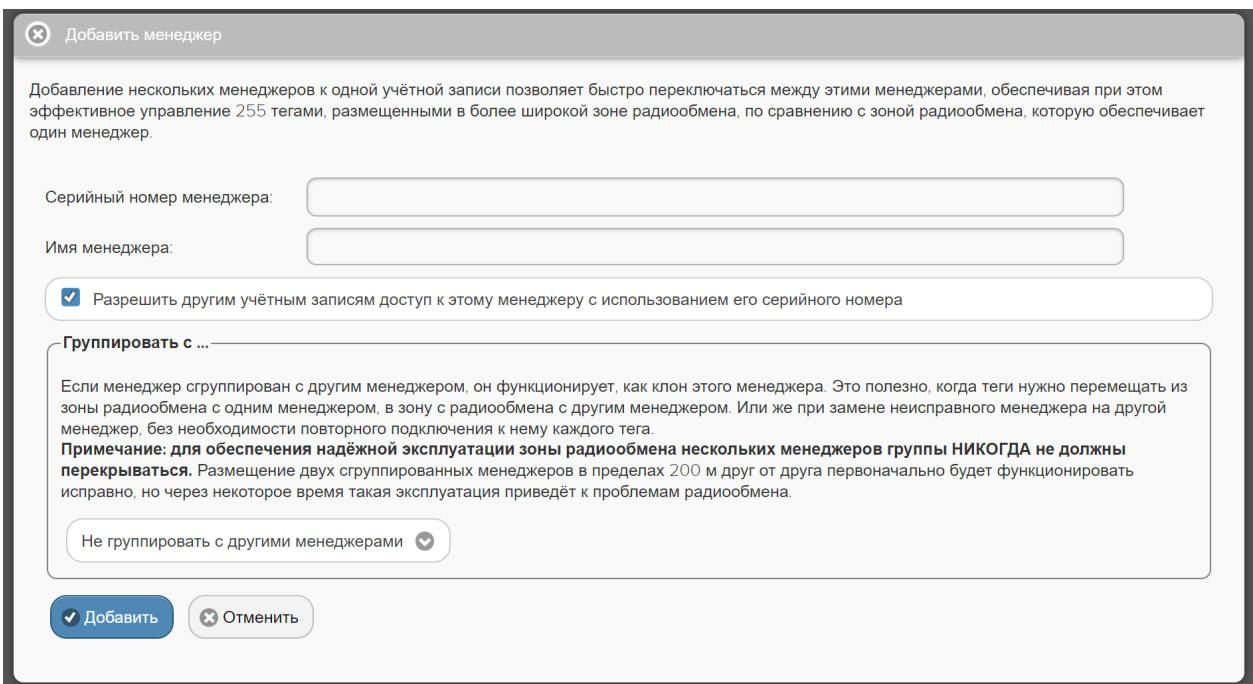 Добавить менеджер
Добавление нескольких менеджеров к одной учётной записи позволяет быстро переключаться между этими менеджерами, обеспечивая при этом
эффективное управление 255 тегами, размещенными в более широкой зоне радиообмена, по сравнению с зоной радиообмена, которую обеспечивает
один менеджер.
Серийный номер менеджера:
Имя менеджера:
Разрешить другим учётным записям доступ к этому менеджеру с использованием его серийного номера
Группировать с ...
Если менеджер сгруппирован с другим менеджером, он функционирует, как клон этого менеджера. Это полезно, когда теги нужно перемещать из
зоны радиообмена с одним менеджером, в зону с радиообмена с другим менеджером. Или же при замене неисправного менеджера на другой
менеджер, без необходимости повторного подключения к нему каждого тега.
Примечание: для обеспечения надёжной эксплуатации зоны радиообмена нескольких менеджеров группы НИКОГДА не должны
перекрываться. Размещение двух сгруппированных менеджеров в пределах 200 м друг от друга первоначально будет функционировать
исправно, но через некоторое время такая эксплуатация приведёт к проблемам радиообмена.
Не группировать с другими менеджерами
Добавить
Отменить